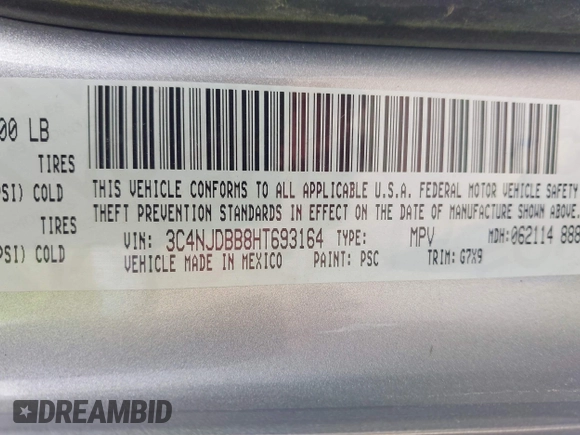 00 LB
TIRES
PSI) COLD
TIRES
PSI) COLD
THIS VEHICLE CONFORMS TO ALL APPLICABLE U.S.A. FEDERAL MOTOR VEHICLE SAFETY
THEFT PREVENTION STANDARDS IN EFFECT ON THE DATE OF MANUFACTURE SHOWN ABOVE.
VIN: 3C4NJDBB8HT693164 TYPE: MPV MDH: 062114 888
VEHICLE MADE IN MEXICO PAINT: PSC TRIM: G7X9
DREAMBID